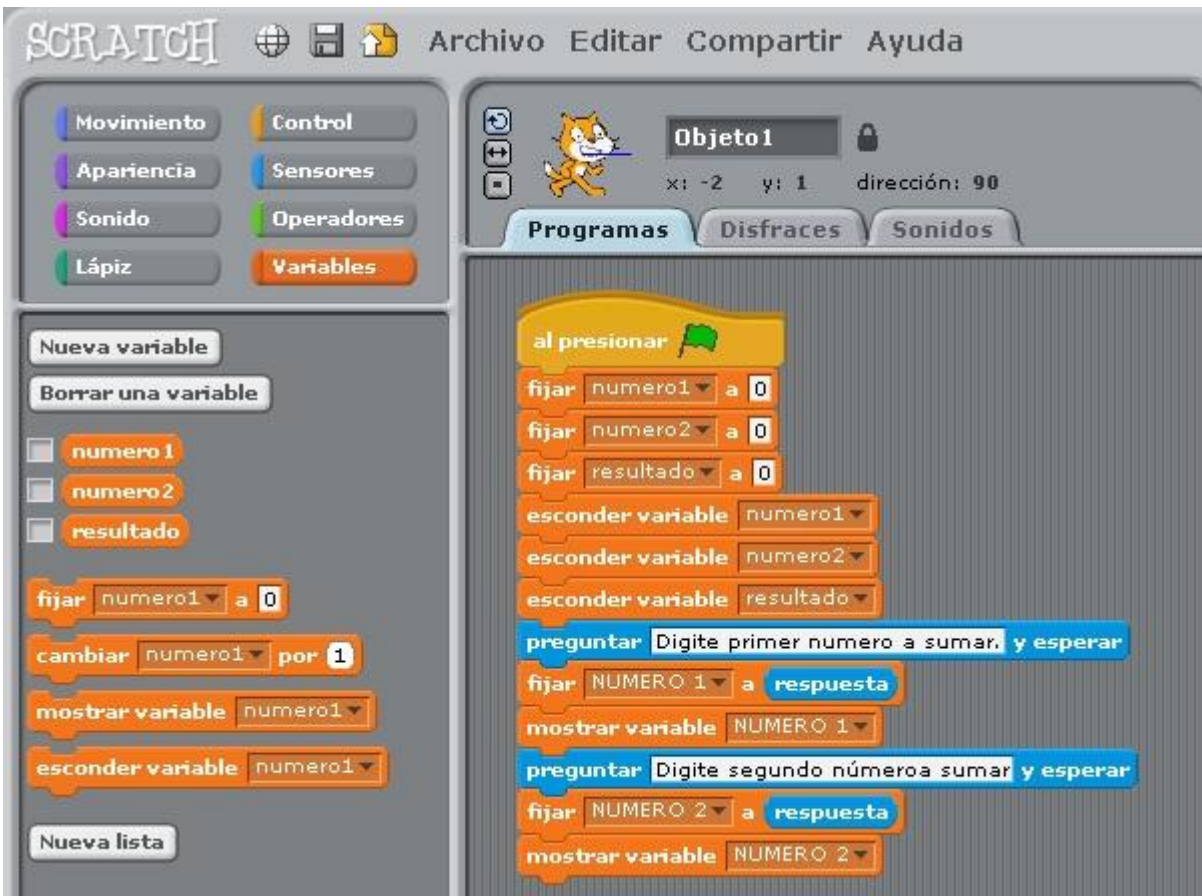 SCRATCH Archivo Editar Compartir Ayuda
Movimiento Control
Apariencia Sensores
Sonido Operadores
Lápiz Variables
Nueva variable
Borrar una variable
numero1
numero2
resultado
fijar numero1 a 0
cambiar numero1 por 1
mostrar variable numero1
esconder variable numero1
Nueva lista
Objeto1
x: -2 y: 1 dirección: 90
Programas Disfraces Sonidos
al presionar
fijar numero1 a 0
fijar numero2 a 0
fijar resultado a 0
esconder variable numero1
esconder variable numero2
esconder variable resultado
preguntar Digite primer numero a sumar. y esperar
fijar NUMERO 1 a respuesta
mostrar variable NUMERO 1
preguntar Digite segundo númeroa sumar y esperar
fijar NUMERO 2 a respuesta
mostrar variable NUMERO 2